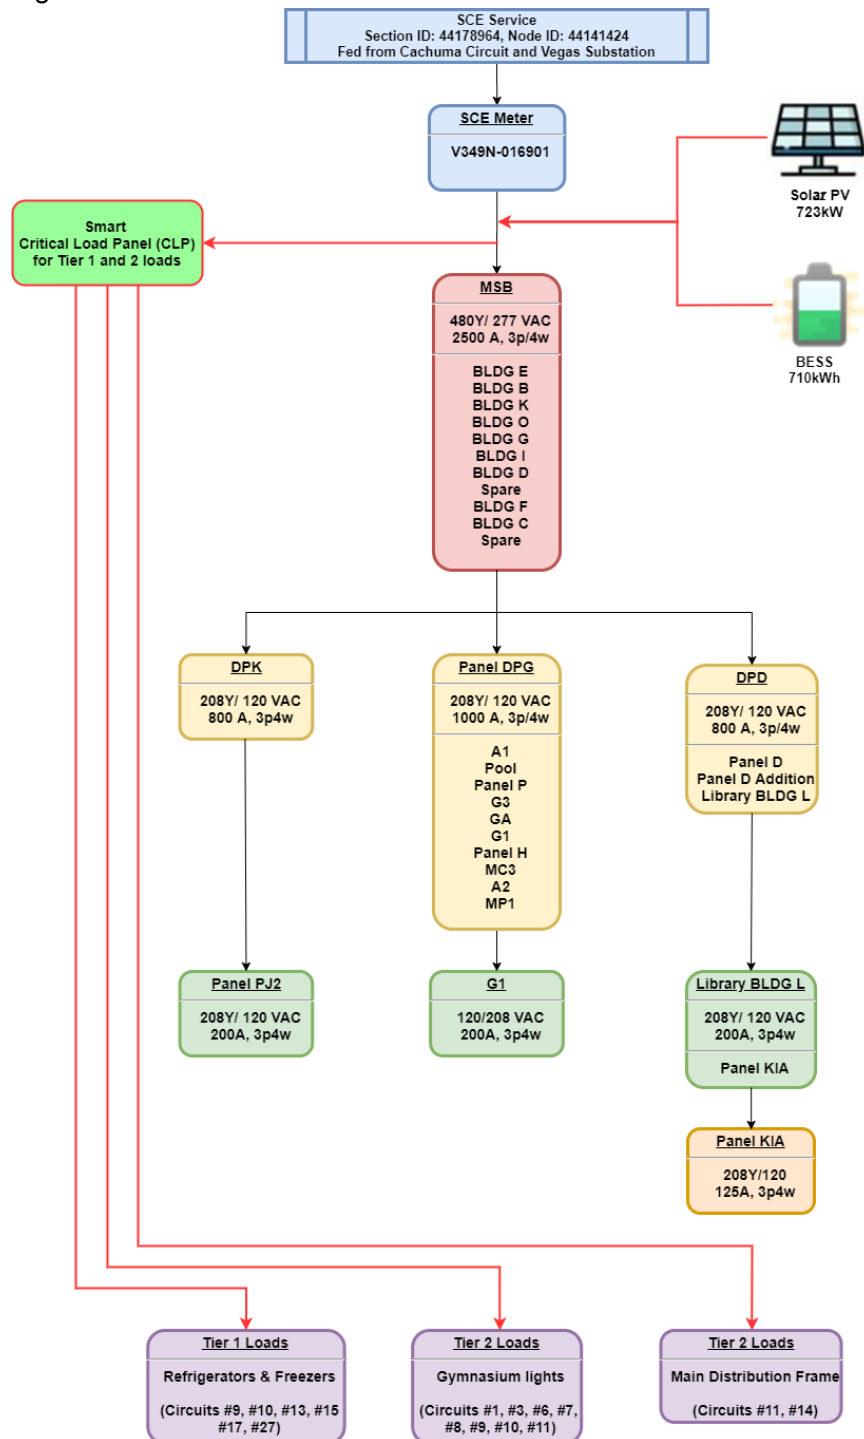 SCE Service
Section ID: 44178964, Node ID: 44141424
Fed from Cachuma Circuit and Vegas Substation
SCE Meter
V349N-016901
Solar PV
723kW
Smart
Critical Load Panel (CLP)
for Tier 1 and 2 loads
MSB
480Y/ 277 VAC
2500 A, 3p/4w
BLDG E
BLDG B
BLDG K
BLDG O
BLDG G
BLDG I
BLDG D
Spare
BLDG F
BLDG C
Spare
BESS
710kWh
DPK
208Y/ 120 VAC
800 A, 3p4w
Panel DPG
208Y/ 120 VAC
1000 A, 3p/4w
A1
Pool
Panel P
G3
GA
G1
Panel H
MC3
A2
MP1
DPD
208Y/ 120 VAC
800 A, 3p/4w
Panel D
Panel D Addition
Library BLDG L
Panel PJ2
208Y/ 120 VAC
200A, 3p4w
G1
120/208 VAC
200A, 3p4w
Library BLDG L
208Y/ 120 VAC
200A, 3p4w
Panel KIA
Panel KIA
208Y/120
125A, 3p4w
Tier 1 Loads
Refrigerators & Freezers
(Circuits #9, #10, #13, #15
#17, #27)
Tier 2 Loads
Gymnasium lights
(Circuits #1, #3, #6, #7,
#8, #9, #10, #11)
Tier 2 Loads
Main Distribution Frame
(Circuits #11, #14)